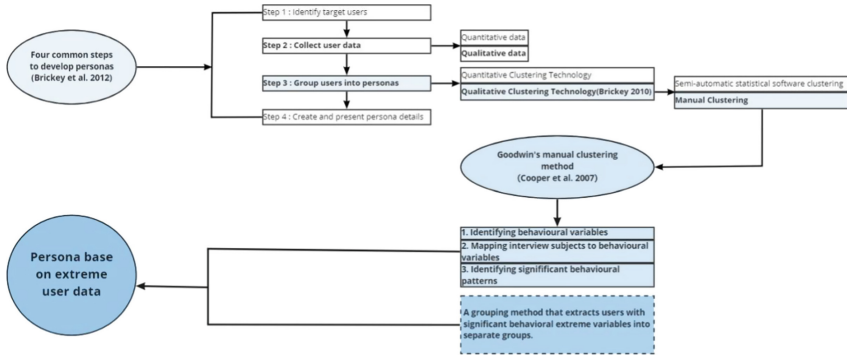 Four common steps
to develop personas
(Brickey et al. 2012)
Step 1 : Identify target users
Step 2 : Collect user data
Step 3 : Group users into personas
Step 4 : Create and present persona details
Quantitative data
Qualitative data
Quantitative Clustering Technology
Qualitative Clustering Technology(Brickey 2010)
Semi-automatic statistical software clustering
Manual Clustering
Goodwin's manual clustering
method
(Cooper et al. 2007)
1. Identifying behavioural variables
2. Mapping interview subjects to behavioural
variables
3. Identifying signifificant behavioural
patterns
A grouping method that extracts users with
significant behavioral extreme variables into
separate groups.
Persona base
on extreme
user data